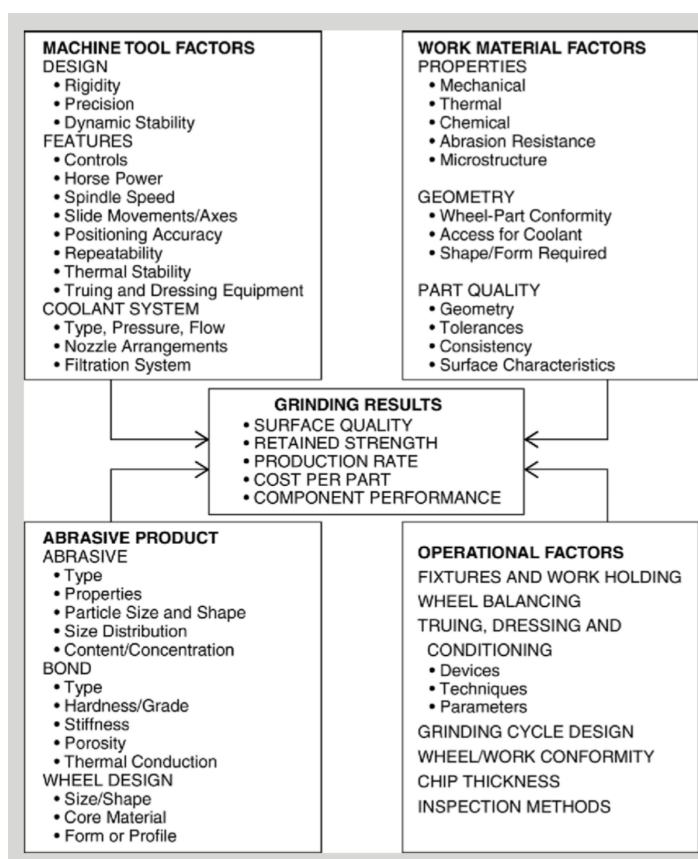 MACHINE TOOL FACTORS
DESIGN
• Rigidity
• Precision
• Dynamic Stability
FEATURES
• Controls
• Horse Power
• Spindle Speed
• Slide Movements/Axes
• Positioning Accuracy
• Repeatability
• Thermal Stability
• Truing and Dressing Equipment
COOLANT SYSTEM
• Type, Pressure, Flow
• Nozzle Arrangements
• Filtration System
WORK MATERIAL FACTORS
PROPERTIES
• Mechanical
• Thermal
• Chemical
• Abrasion Resistance
• Microstructure
GEOMETRY
• Wheel-Part Conformity
• Access for Coolant
• Shape/Form Required
PART QUALITY
• Geometry
• Tolerances
• Consistency
• Surface Characteristics
GRINDING RESULTS
• SURFACE QUALITY
• RETAINED STRENGTH
• PRODUCTION RATE
• COST PER PART
• COMPONENT PERFORMANCE
ABRASIVE PRODUCT
ABRASIVE
• Type
• Properties
• Particle Size and Shape
• Size Distribution
• Content/Concentration
BOND
• Type
• Hardness/Grade
• Stiffness
• Porosity
• Thermal Conduction
WHEEL DESIGN
• Size/Shape
• Core Material
• Form or Profile
OPERATIONAL FACTORS
FIXTURES AND WORK HOLDING
WHEEL BALANCING
TRUING, DRESSING AND
CONDITIONING
• Devices
• Techniques
• Parameters
GRINDING CYCLE DESIGN
WHEEL/WORK CONFORMITY
CHIP THICKNESS
INSPECTION METHODS